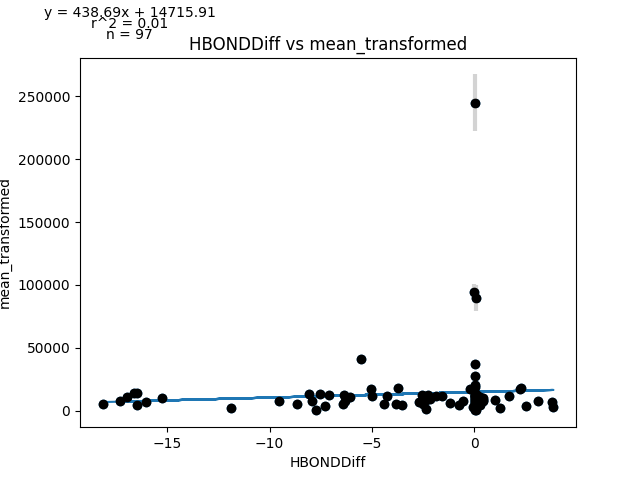 y = 438.69x + 14715.91
r^2 = 0.01
n = 97
HBONDDiff vs mean_transformed
mean_transformed
250000
200000
150000
100000
50000
0
−15
−10
−5
0
HBONDDiff